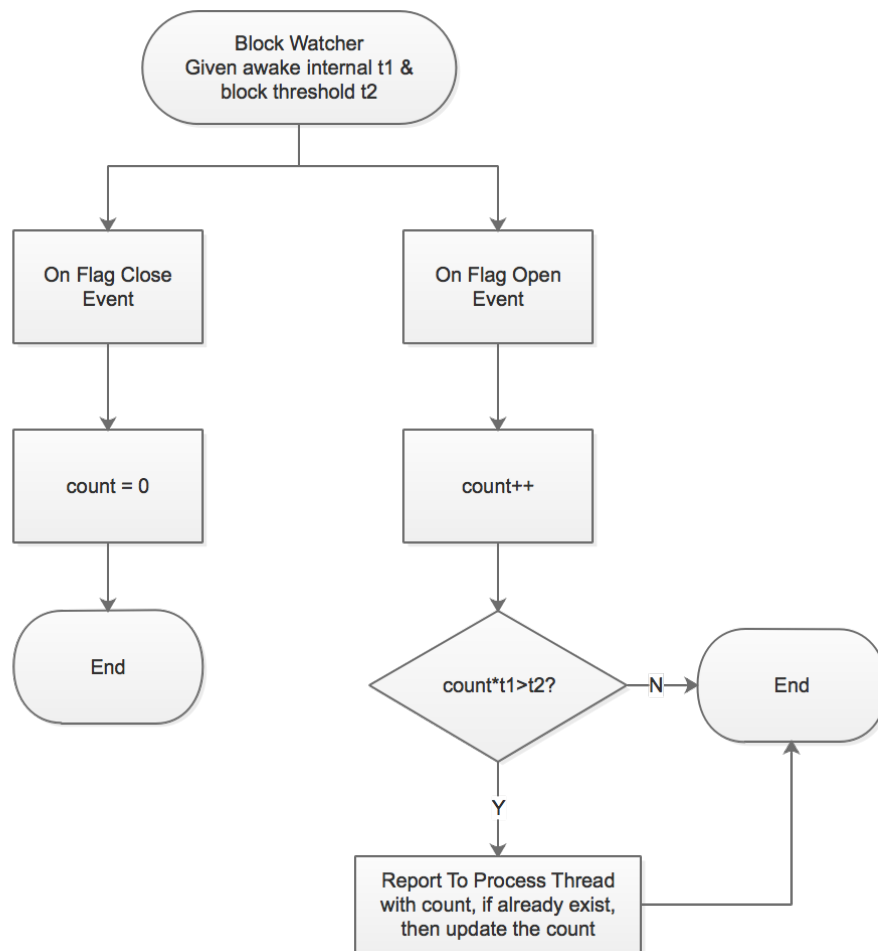 Block Watcher
Given awake internal t1 &
block threshold t2
On Flag Close
Event
On Flag Open
Event
count = 0
count++
End
count*t1>t2?
N
End
Y
Report To Process Thread
with count, if already exist,
then update the count